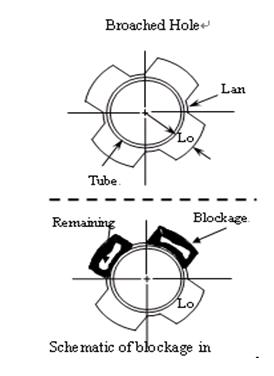 Broached Hole↵
Lan
Lo
Tube.
Remaining
Blockage.
Lo
Schematic of blockage in